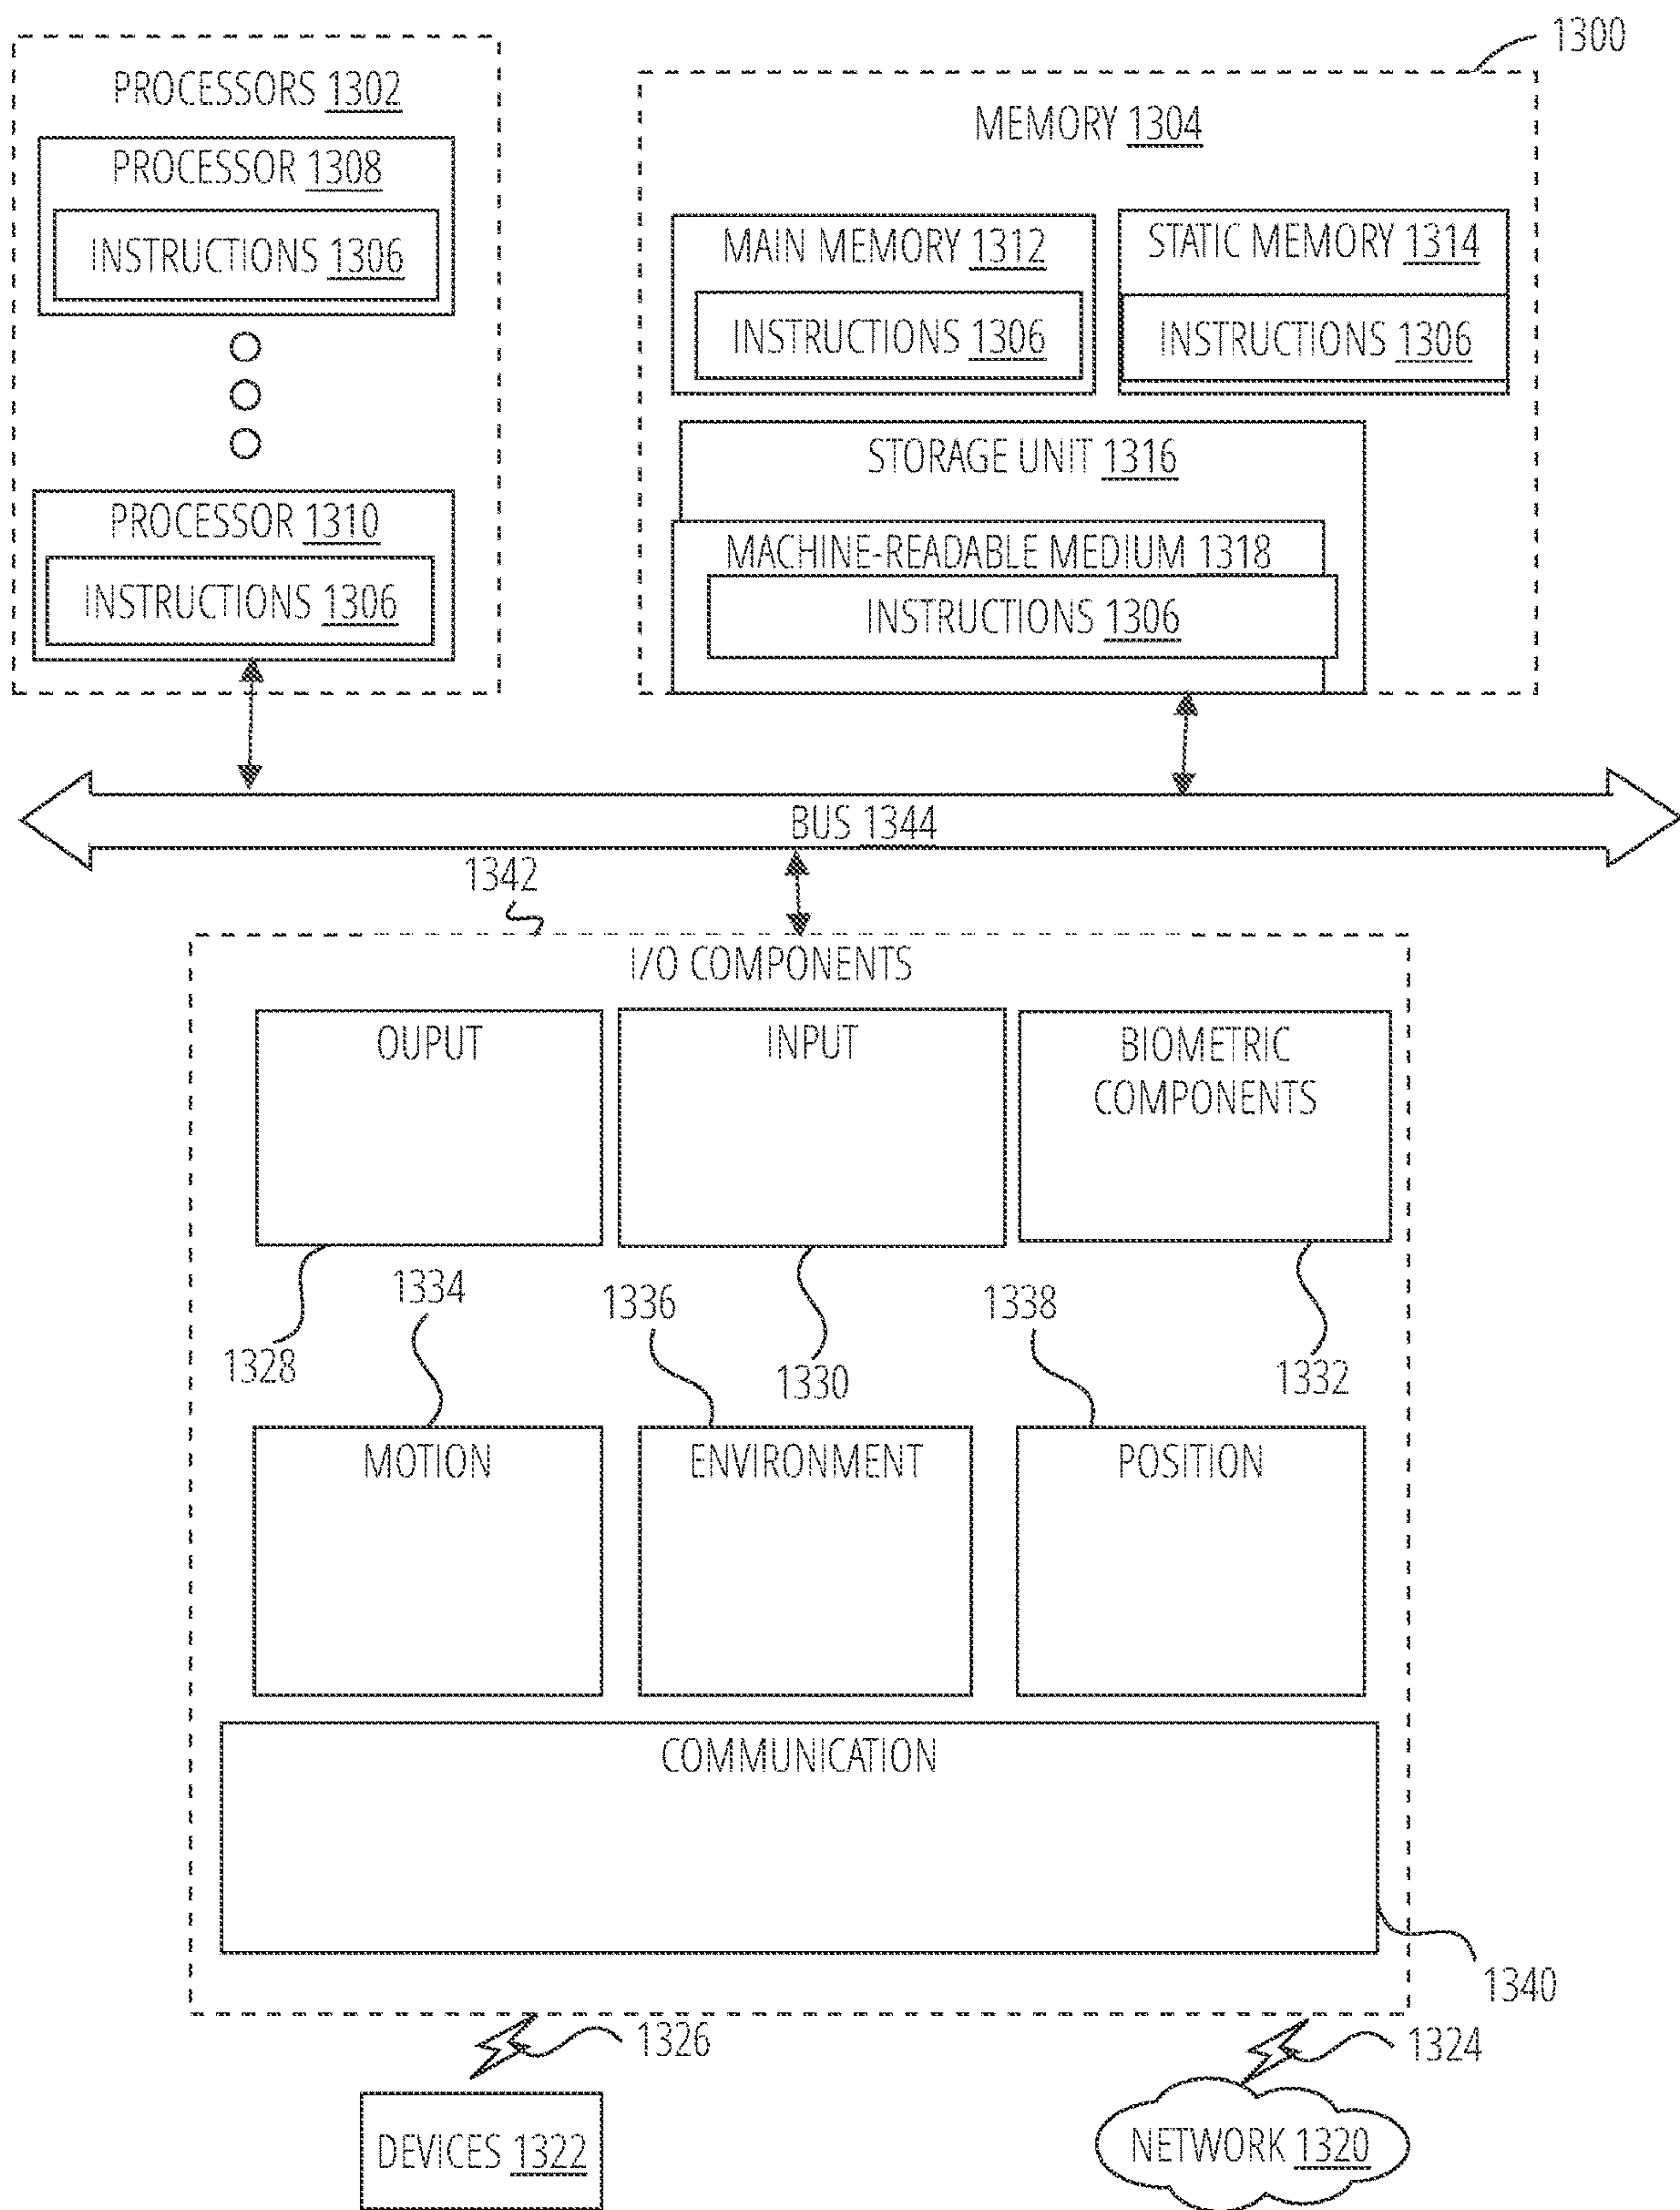 1300
PROCESSORS 1302
PROCESSOR 1308
INSTRUCTIONS 1306
PROCESSOR 1310
INSTRUCTIONS 1306
MEMORY 1304
MAIN MEMORY 1312
INSTRUCTIONS 1306
STATIC MEMORY 1314
INSTRUCTIONS 1306
STORAGE UNIT 1316
MACHINE-READABLE MEDIUM 1318
INSTRUCTIONS 1306
BUS 1344
1342
I/O COMPONENTS
OUPUT
INPUT
BIOMETRIC
COMPONENTS
1328
1334
1336
1330
1338
1332
MOTION
ENVIRONMENT
POSITION
COMMUNICATION
1340
1326
1324
DEVICES 1322
NETWORK 1320